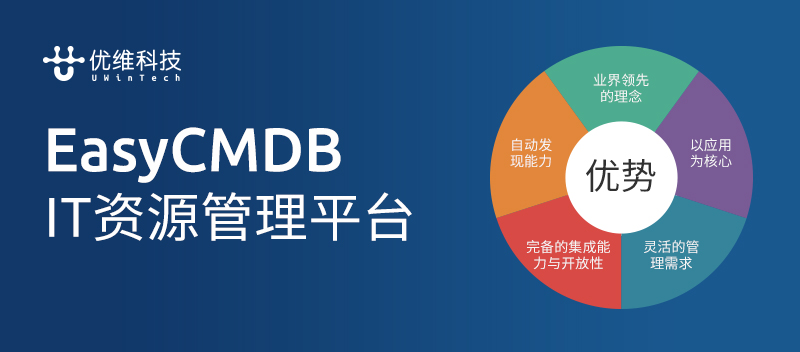 优维科技
UWinTech
EasyCMDB
IT资源管理平台
业界领先
的理念
自动发
现能力
以应用
为核心
优势
完备的集成能
力与开放性
灵活的管
理需求